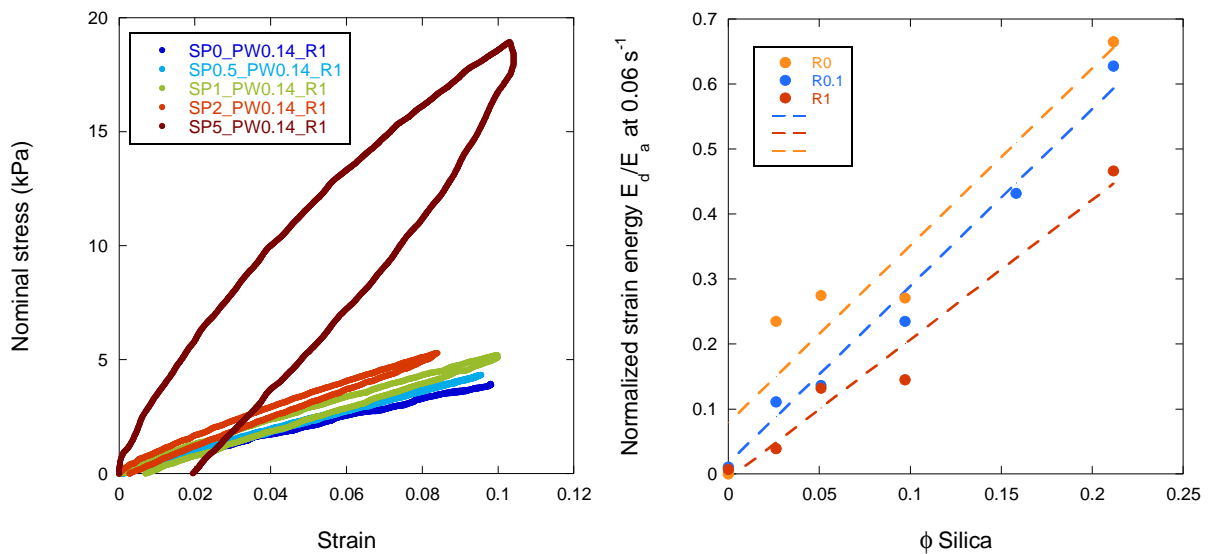 20
15
10
5
0
0
0.02
0.04
0.06
0.08
0.1
0.12
Nominal stress (kPa)
Strain
SP0_PW0.14_R1
SP0.5_PW0.14_R1
SP1_PW0.14_R1
SP2_PW0.14_R1
SP5_PW0.14_R1
0.7
0.6
0.5
0.4
0.3
0.2
0.1
0
0
0.05
0.1
0.15
0.2
0.25
Normalized strain energy E_d/E_a at 0.06 s⁻¹
ϕ Silica
R0
R0.1
R1